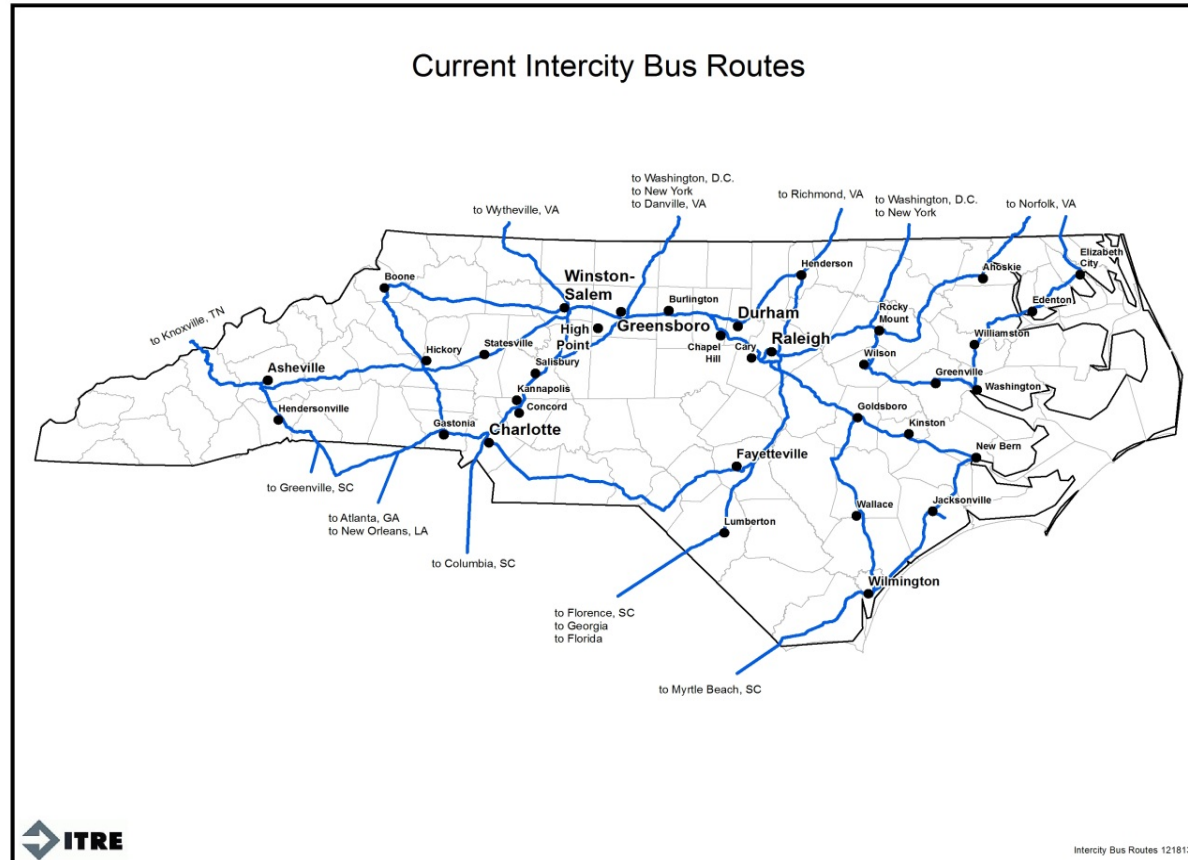 Current Intercity Bus Routes
to Washington, D.C.
to New York
to Danville, VA
to Wytheville, VA
to Richmond, VA
to Washington, D.C.
to New York
to Norfolk, VA
Elizabeth
City
Boone
Henderson
Ahoskie
Winston-
Salem
Edenton
to Knoxville, TN
Burlington
Durham
Rocky
Mount
Greensboro
High
Point
Williamston
Raleigh
Chapel
Hill
Cary
Statesville
Hickory
Salisbury
Wilson
Asheville
Greenville
Washington
Kannapolis
Concord
Hendersonville
Goldsboro
Gastonia
Charlotte
Kinston
New Bern
Fayetteville
to Greenville, SC
Wallace
Jacksonville
to Atlanta, GA
to New Orleans, LA
Lumberton
to Columbia, SC
Wilmington
to Florence, SC
to Georgia
to Florida
to Myrtle Beach, SC
ITRE
Intercity Bus Routes 121813